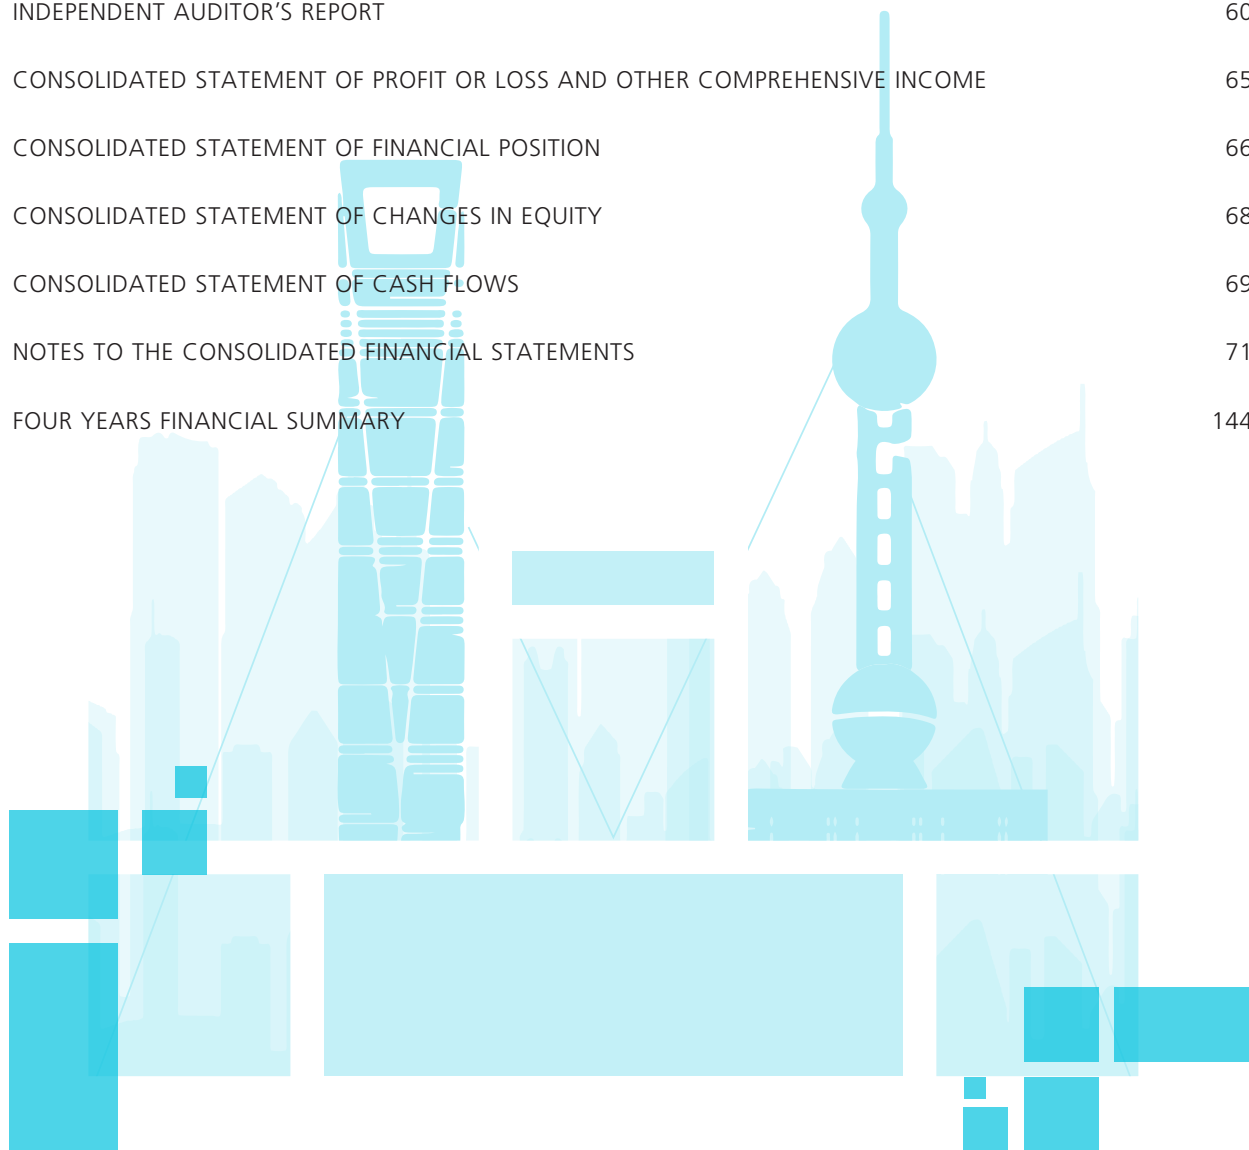 INDEPENDENT AUDITOR’S REPORT 60
CONSOLIDATED STATEMENT OF PROFIT OR LOSS AND OTHER COMPREHENSIVE INCOME 65
CONSOLIDATED STATEMENT OF FINANCIAL POSITION 66
CONSOLIDATED STATEMENT OF CHANGES IN EQUITY 68
CONSOLIDATED STATEMENT OF CASH FLOWS 69
NOTES TO THE CONSOLIDATED FINANCIAL STATEMENTS 71
FOUR YEARS FINANCIAL SUMMARY 144